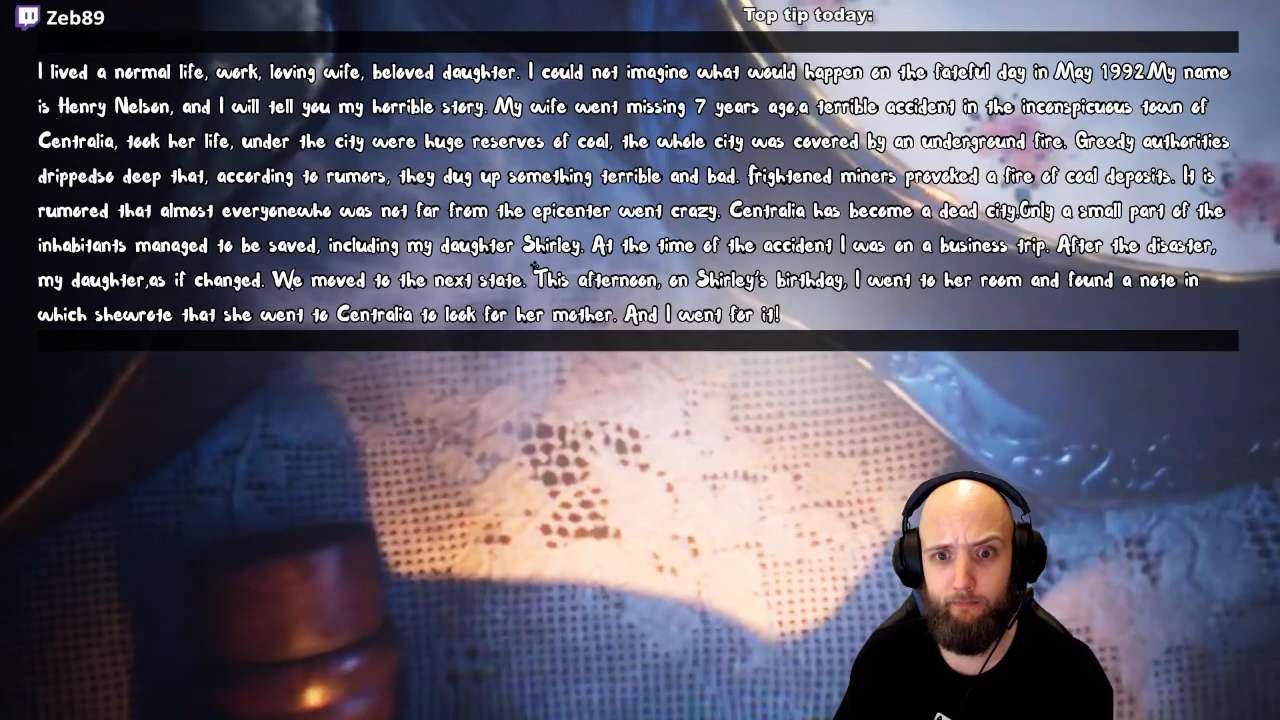 Zeb89
Top tip today:
I lived a normal life, work, loving wife, beloved daughter. I could not imagine what would happen on the fateful day in May 1992.My name
is Henry Nelson, and I will tell you my horrible story. My wife went missing 7 years ago,a terrible accident in the inconspicuous town of
Centralia, took her life, under the city were huge reserves of coal, the whole city was covered by an underground fire. Greedy authorities
drippedso deep that, according to rumors, they dug up something terrible and bad. frightened miners provoked a fire of coal deposits. It is
rumored that almost everyonewho was not far from the epicenter went crazy. Centralia has become a dead city.Only a small part of the
inhabitants managed to be saved, including my daughter Shirley. At the time of the accident I was on a business trip. After the disaster,
my daughter,as if changed. We moved to the next state. This afternoon, on Shirley's birthday, I went to her room and found a note in
which shewrote that she went to Centralia to look for her mother. And I went for it!